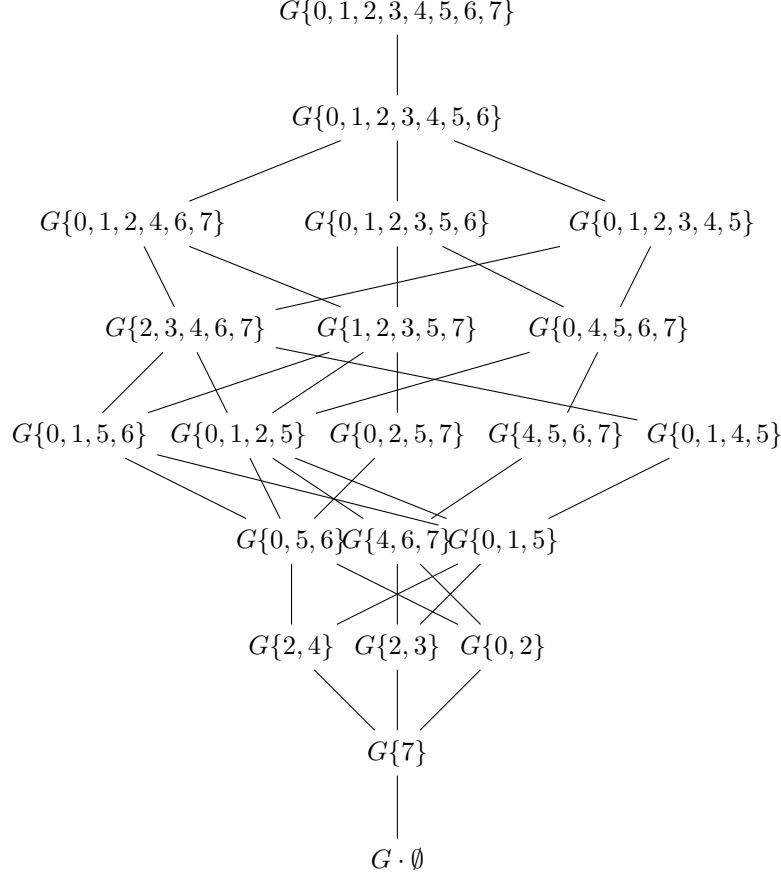 G{0, 1, 2, 3, 4, 5, 6, 7}
G{0, 1, 2, 3, 4, 5, 6}
G{0, 1, 2, 4, 6, 7} G{0, 1, 2, 3, 5, 6} G{0, 1, 2, 3, 4, 5}
G{2, 3, 4, 6, 7} G{1, 2, 3, 5, 7} G{0, 4, 5, 6, 7}
G{0, 1, 5, 6} G{0, 1, 2, 5} G{0, 2, 5, 7} G{4, 5, 6, 7} G{0, 1, 4, 5}
G{0, 5, 6} G{4, 6, 7} G{0, 1, 5}
G{2, 4} G{2, 3} G{0, 2}
G{7}
G · ∅